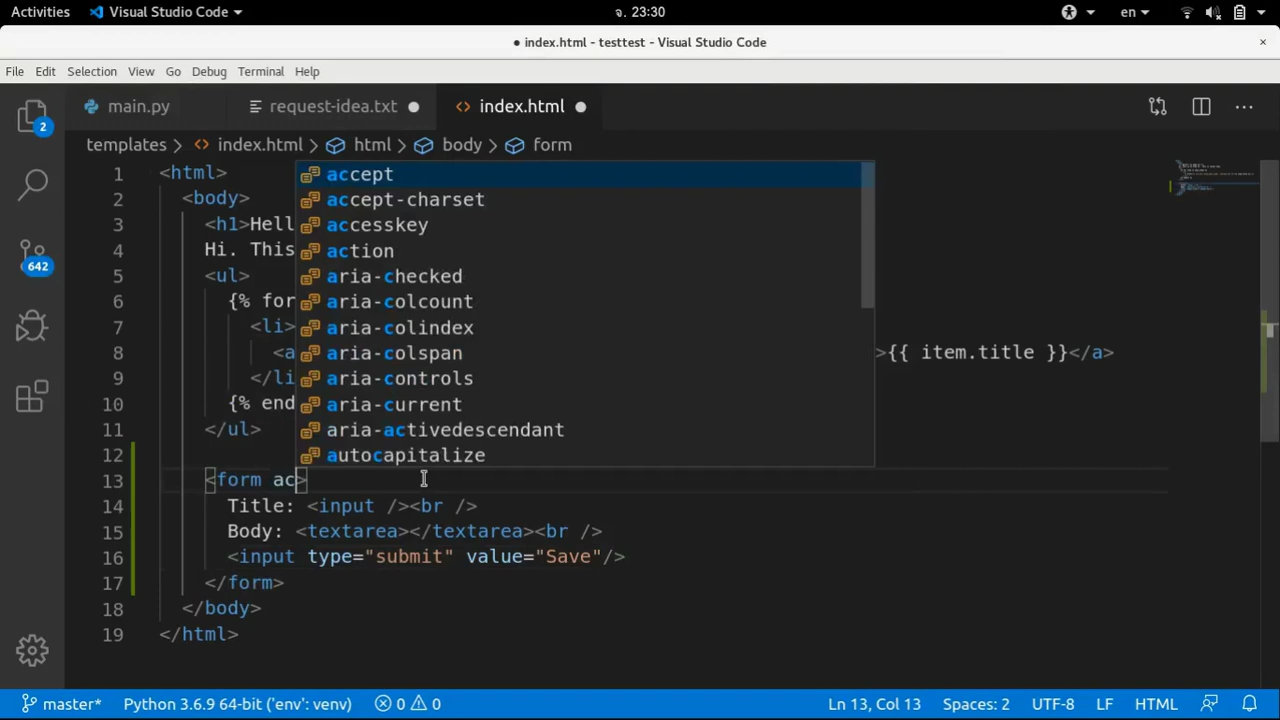 Activities Visual Studio Code จ. 23:30 en
● index.html - testtest - Visual Studio Code ×
File Edit Selection View Go Debug Terminal Help
main.py request-idea.txt ● <> index.html ●
templates > <> index.html > html > body > form
2
642
1 <html>
2 <body>
3 <h1>Hell
4 Hi. This
5 <ul>
6 {% for
7 <li>
8 <a >{{ item.title }}</a>
9 </li
10 {% end
11 </ul>
12
13 <form ac>
14 Title: <input /><br />
15 Body: <textarea></textarea><br />
16 <input type="submit" value="Save"/>
17 </form>
18 </body>
19 </html>
accept
accept-charset
accesskey
action
aria-checked
aria-colcount
aria-colindex
aria-colspan
aria-controls
aria-current
aria-activedescendant
autocapitalize
master* Python 3.6.9 64-bit ('env': venv) 0 0 Ln 13, Col 13 Spaces: 2 UTF-8 LF HTML